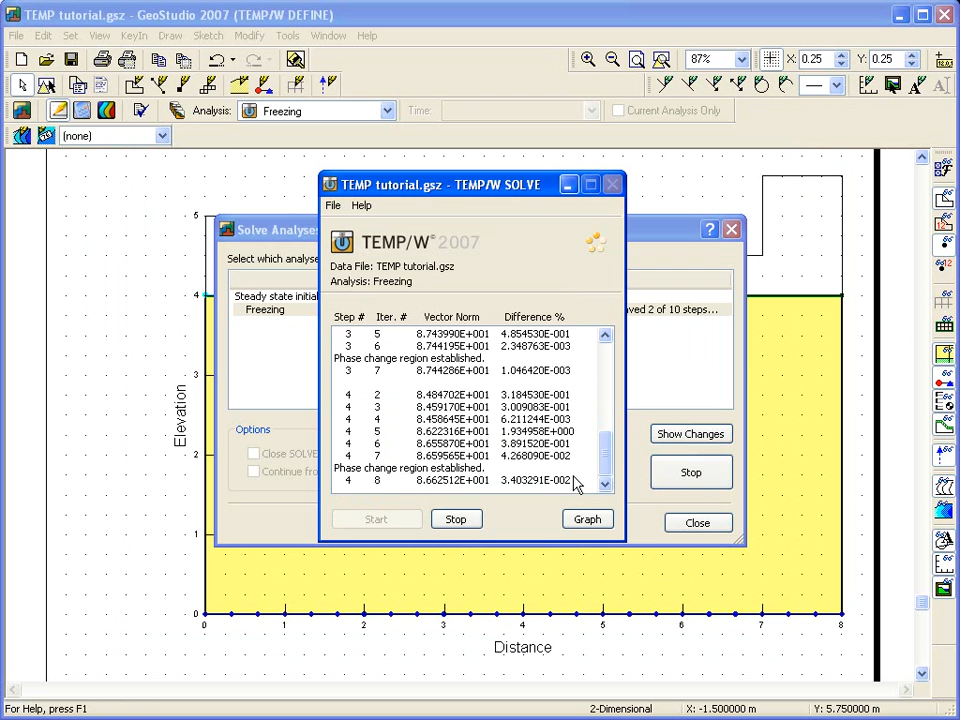 TEMP tutorial.gsz - GeoStudio 2007 (TEMP/W DEFINE)
File Edit Set View KeyIn Draw Sketch Modify Tools Window Help
87% X: 0.25 Y: 0.25
Analysis: Freezing Time: Current Analysis Only
(none)
TEMP tutorial.gsz - TEMP/W SOLVE
File Help
Solve Analyses
? 
Select which analyse
TEMP/W® 2007
Data File: TEMP tutorial.gsz
Analysis: Freezing
Steady state initial
Freezing
ved 2 of 10 steps...
Step # Iter. # Vector Norm Difference %
3 5 8.743990E+001 4.854530E-001
3 6 8.744195E+001 2.348763E-003
Phase change region established.
3 7 8.744286E+001 1.046420E-003
4 2 8.484702E+001 3.184530E-001
4 3 8.459170E+001 3.009083E-001
4 4 8.458645E+001 6.211244E-003
4 5 8.622316E+001 1.934958E+000
4 6 8.655870E+001 3.891520E-001
4 7 8.659565E+001 4.268090E-002
Phase change region established.
4 8 8.662512E+001 3.403291E-002
Options
Close SOLVE
Continue fro
Show Changes
Stop
Close
Start Stop Graph
Elevation
5
4
3
2
1
0
0 1 2 3 4 5 6 7 8
Distance
For Help, press F1 2-Dimensional X: -1.500000 m Y: 5.750000 m